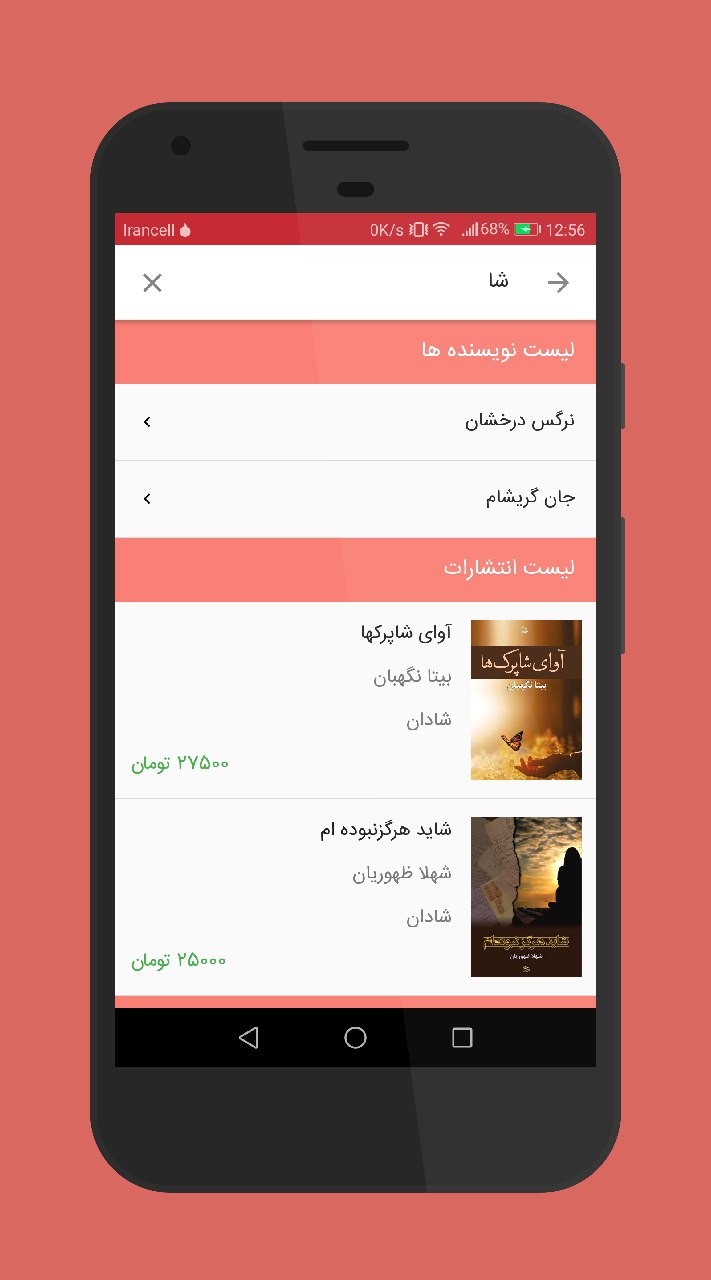 Irancell 0K/s 68% 12:56
شا
لیست نویسنده ها
نرگس درخشان
جان گریشام
لیست انتشارات
آوای شاپرکها
بیتا نگهبان
شادان
۲۷۵۰۰ تومان
آوای شاپرک‌ها
بیتا نگهبان
شاید هرگزنبوده ام
شهلا ظهوریان
شادان
۲۵۰۰۰ تومان
شاید هرگز نبوده‌ام
شهلا ظهوریان